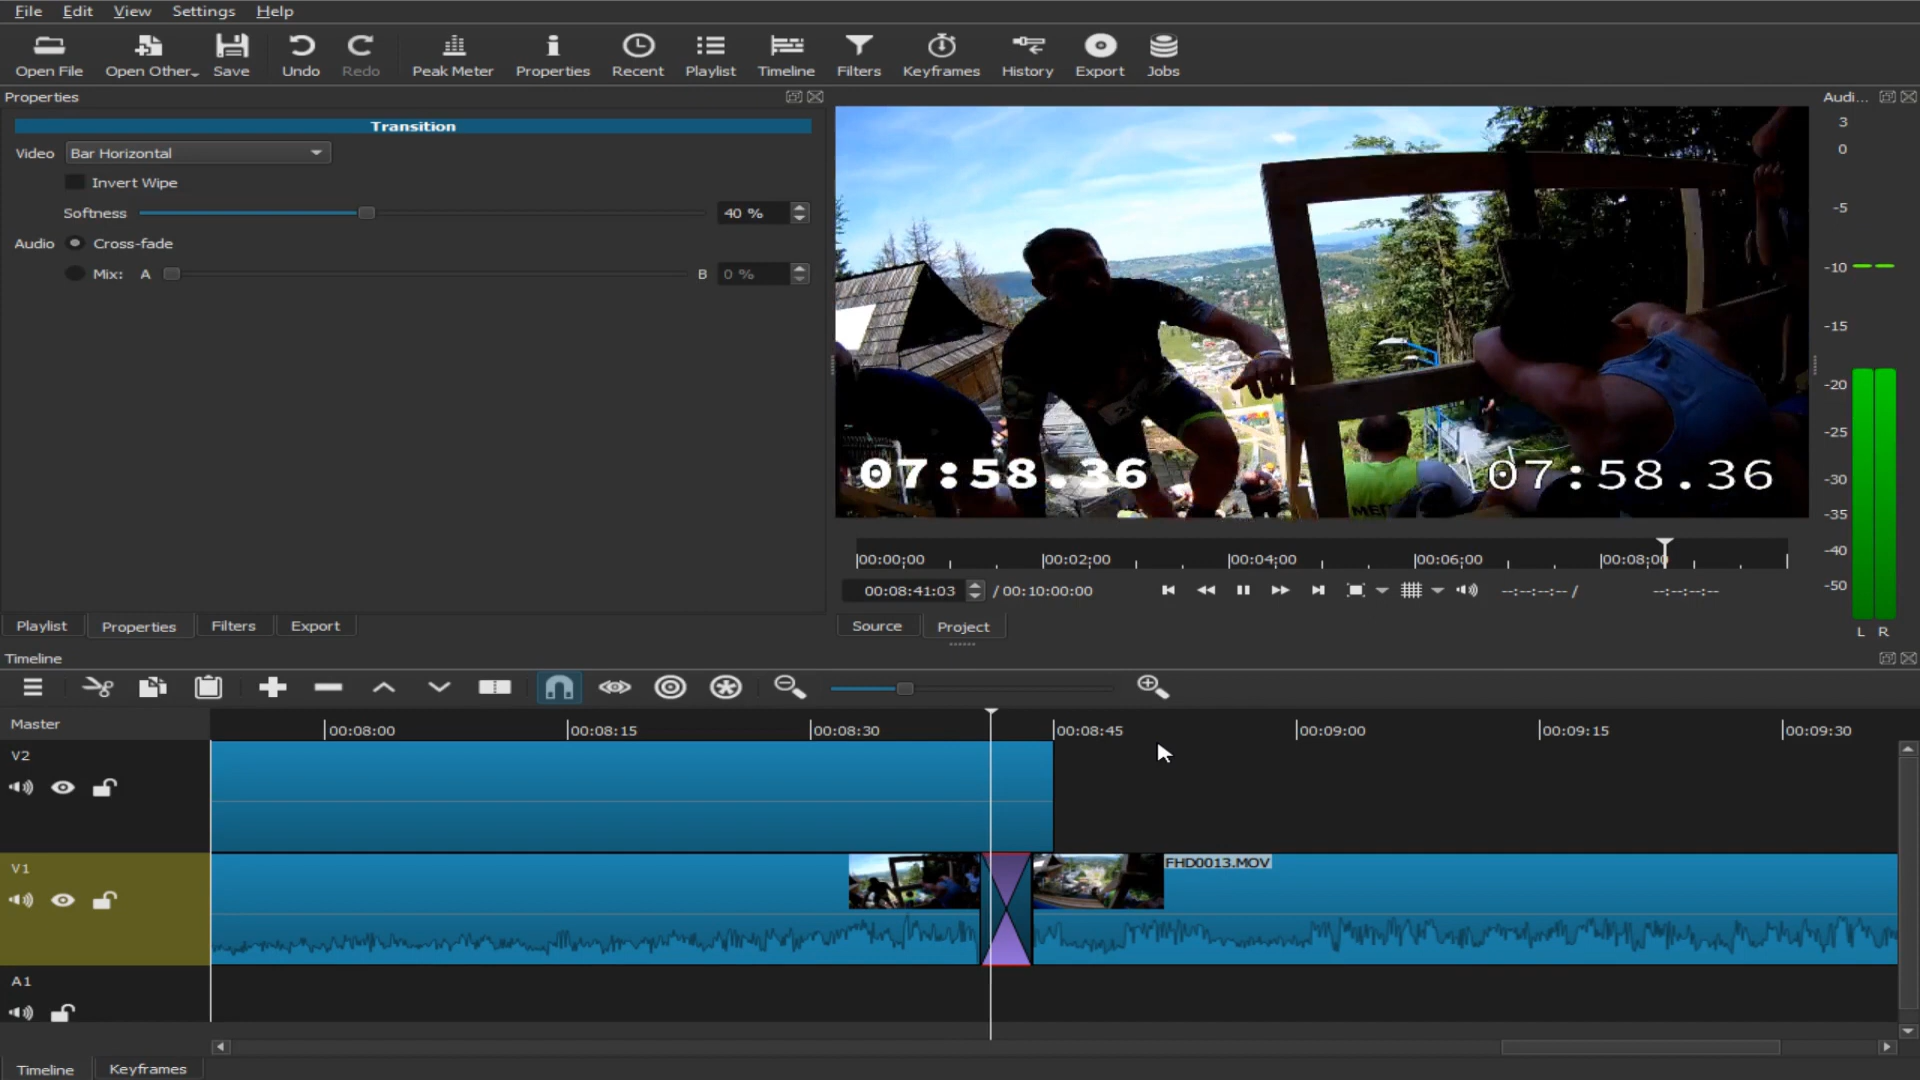 File Edit View Settings Help
Open File Open Other... Save Undo Redo Peak Meter Properties Recent Playlist Timeline Filters Keyframes History Export Jobs
Properties
Audi...
Transition
Video Bar Horizontal
Invert Wipe
Softness 40 %
Audio Cross-fade
Mix: A B 0 %
3
0
-5
-10
-15
-20
-25
-30
-35
-40
-50
L R
07:58.36 07:58.36
00:00;00 00:02;00 00:04;00 00:06;00 00:08;00
00:08:41:03 / 00:10:00:00 --:--:--:-- / --:--:--:--
Playlist Properties Filters Export
Source Project
Timeline
Master
00:08:00 00:08:15 00:08:30 00:08:45 00:09:00 00:09:15 00:09:30
V2
V1
FHD0013.MOV
A1
Timeline Keyframes